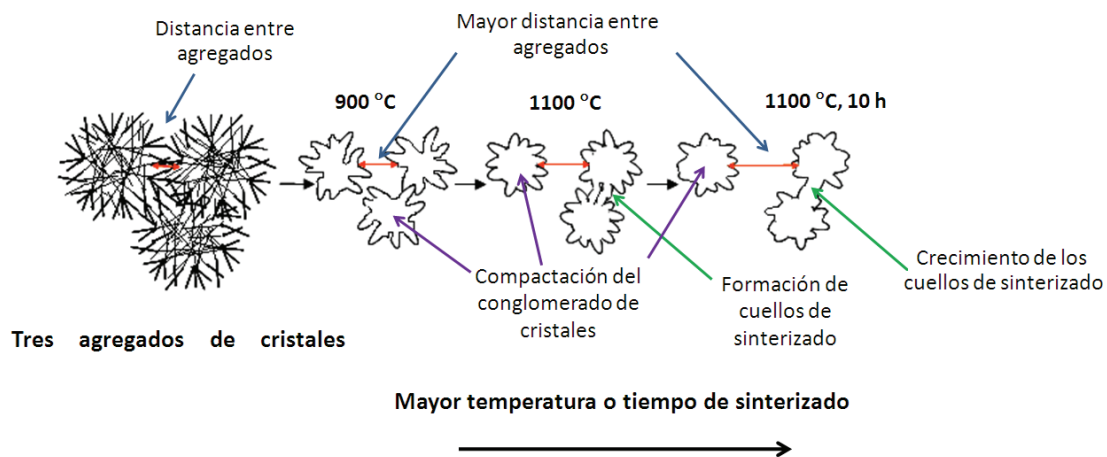 Distancia entre
agregados
Mayor distancia entre
agregados
900 °C
1100 °C
1100 °C, 10 h
Compactación del
conglomerado de
cristales
Formación de
cuellos de
sinterizado
Crecimiento de los
cuellos de sinterizado
Tres agregados de cristales
Mayor temperatura o tiempo de sinterizado